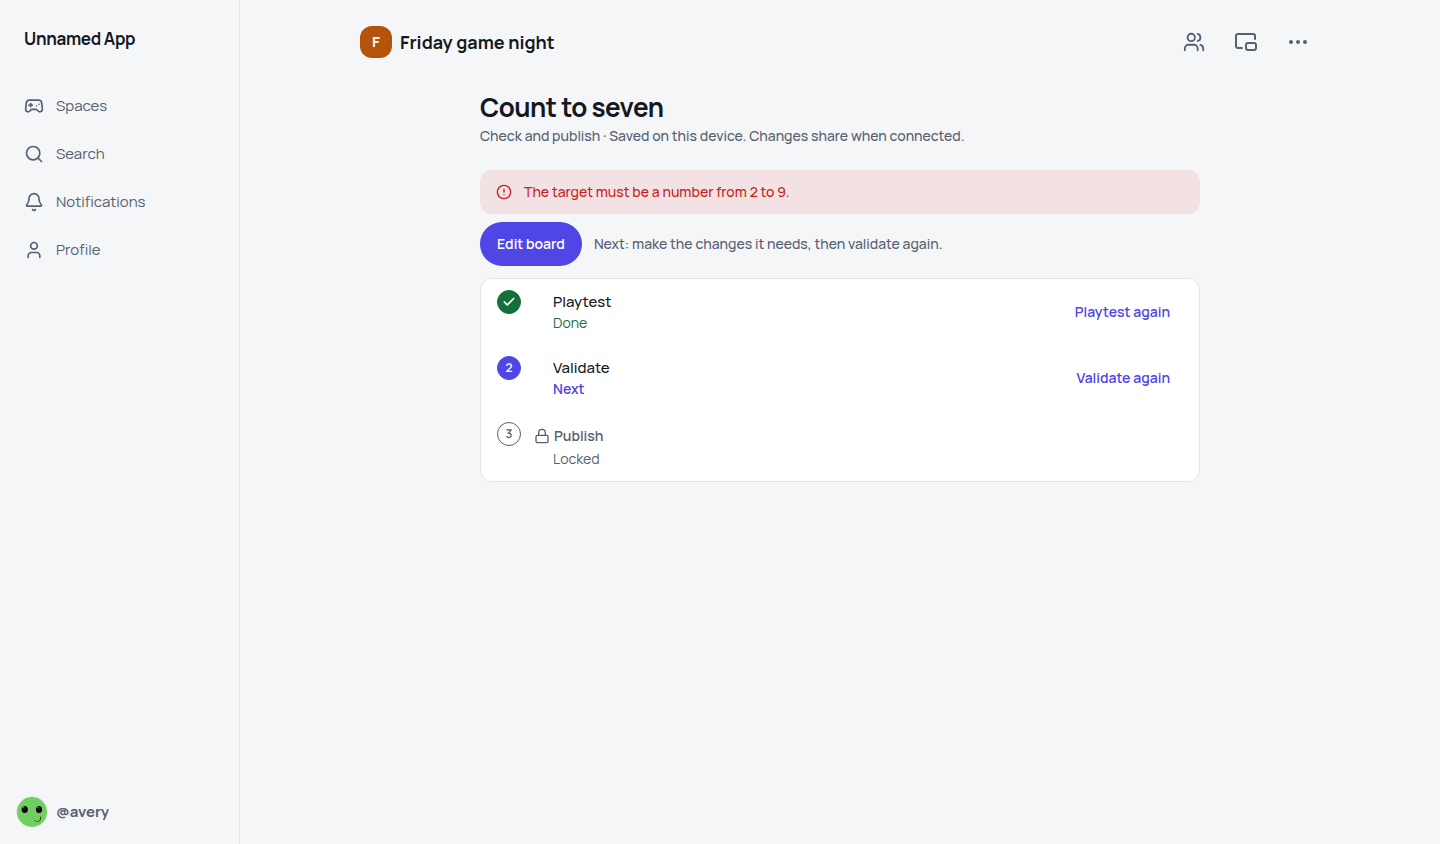 Unnamed App
Spaces
Search
Notifications
Profile
@avery
F Friday game night
Count to seven
Check and publish · Saved on this device. Changes share when connected.
The target must be a number from 2 to 9.
Edit board Next: make the changes it needs, then validate again.
Playtest
Done
Playtest again
2 Validate
Next
Validate again
3 Publish
Locked